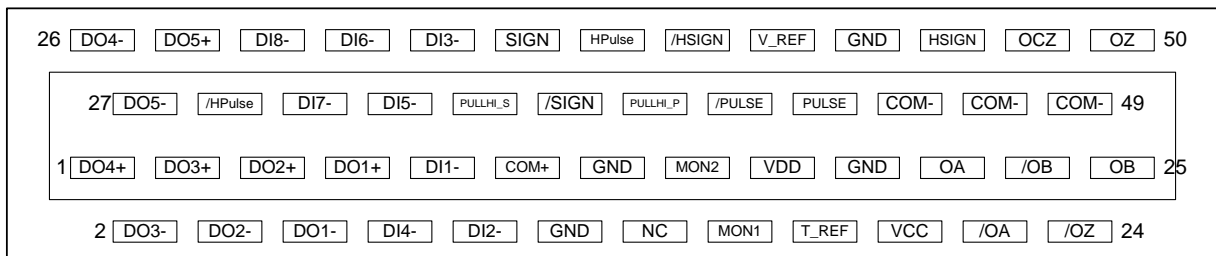 26 DO4- DO5+ DI8- DI6- DI3- SIGN HPulse /HSIGN V_REF GND HSIGN OCZ OZ 50
27 DO5- /HPulse DI7- DI5- PULLHI_S /SIGN PULLHI_P /PULSE PULSE COM- COM- COM- 49
1 DO4+ DO3+ DO2+ DO1+ DI1- COM+ GND MON2 VDD GND OA /OB OB 25
2 DO3- DO2- DO1- DI4- DI2- GND NC MON1 T_REF VCC /OA /OZ 24